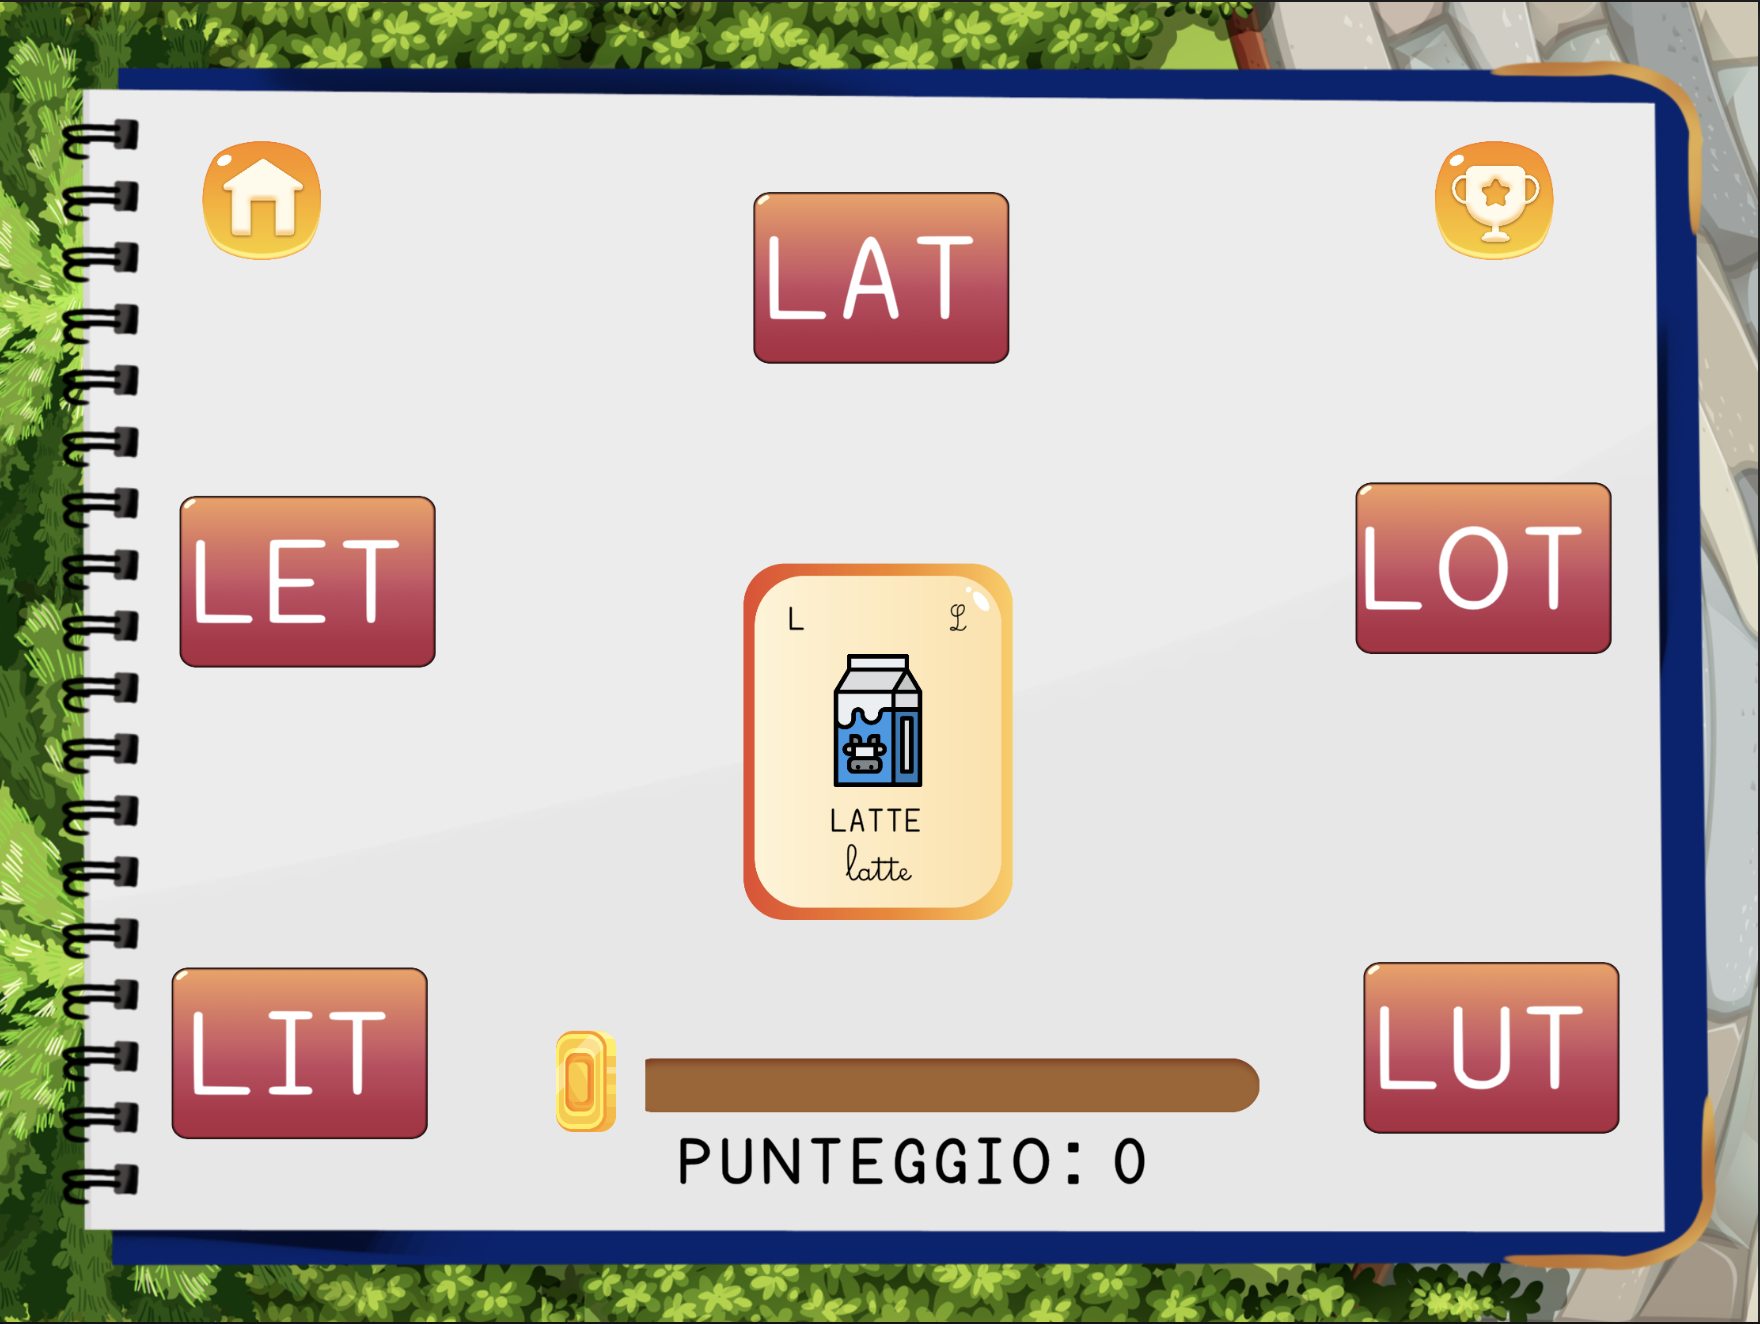 LAT
LET
LOT
L ℒ
LATTE
latte
LIT
LUT
PUNTEGGIO: 0